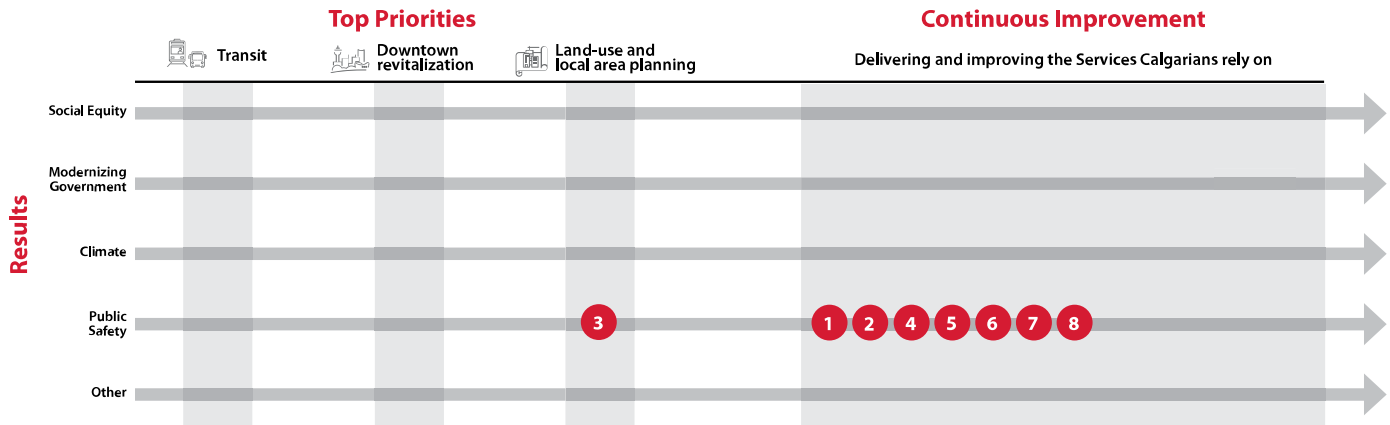 Top Priorities
Continuous Improvement
Transit
Downtown
revitalization
Land-use and
local area planning
Delivering and improving the Services Calgarians rely on
Results
Social Equity
Modernizing
Government
Climate
Public
Safety
3 1 2 4 5 6 7 8
Other